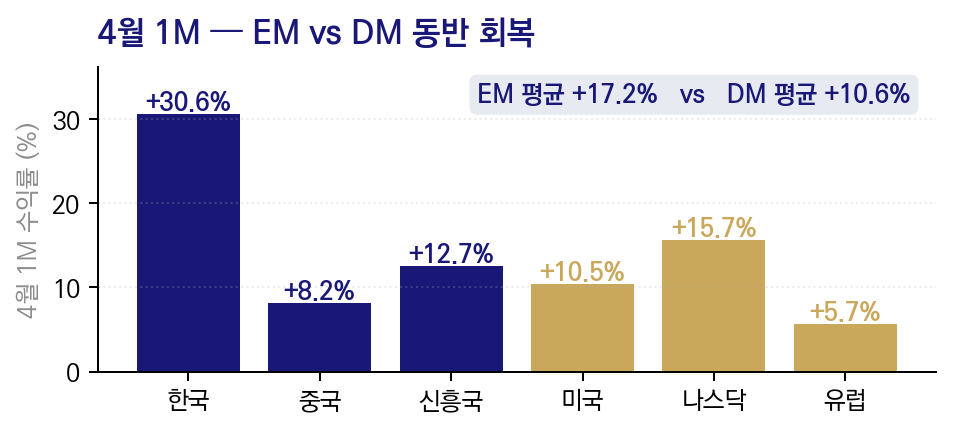 4월 1M — EM vs DM 동반 회복
EM 평균 +17.2% vs DM 평균 +10.6%
4월 1M 수익률 (%)
30
20
10
0
+30.6%
+8.2%
+12.7%
+10.5%
+15.7%
+5.7%
한국
중국
신흥국
미국
나스닥
유럽